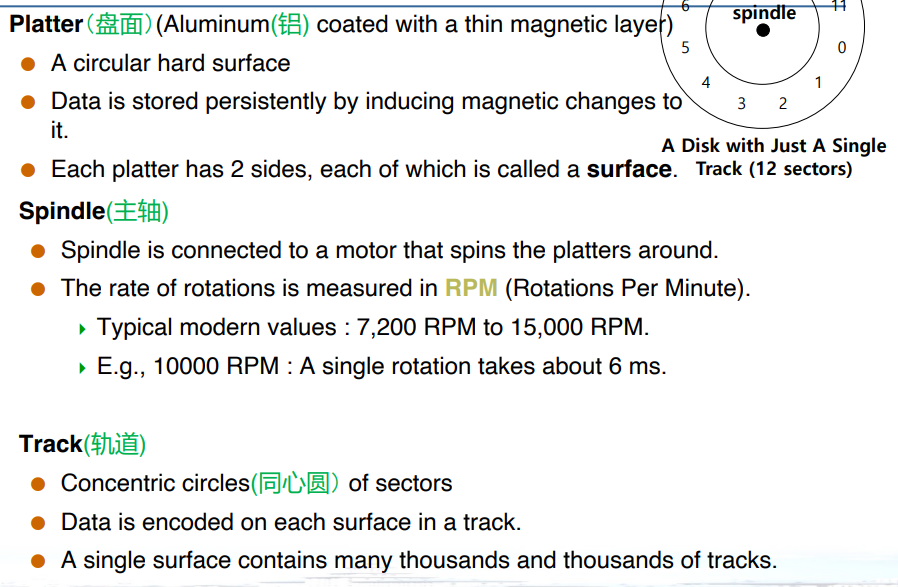 Platter(盘面)(Aluminum(铝) coated with a thin magnetic layer)
A circular hard surface
Data is stored persistently by inducing magnetic changes to
it.
Each platter has 2 sides, each of which is called a surface.
6
11
spindle
5
0
4
1
3
2
A Disk with Just A Single
Track (12 sectors)
Spindle(主轴)
Spindle is connected to a motor that spins the platters around.
The rate of rotations is measured in RPM (Rotations Per Minute).
Typical modern values : 7,200 RPM to 15,000 RPM.
E.g., 10000 RPM : A single rotation takes about 6 ms.
Track(轨道)
Concentric circles(同心圆） of sectors
Data is encoded on each surface in a track.
A single surface contains many thousands and thousands of tracks.